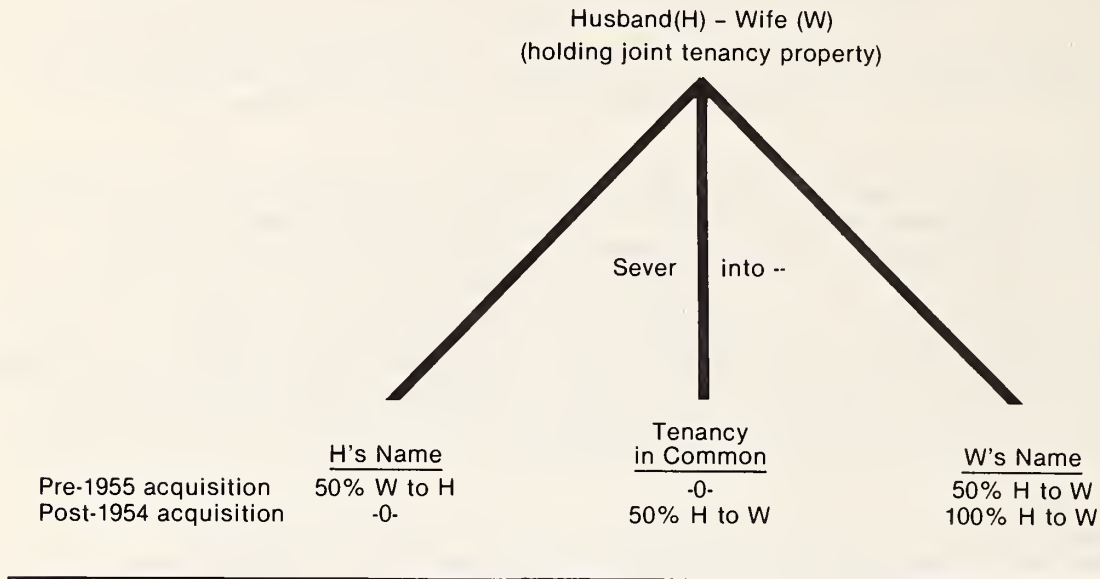 Husband(H) – Wife (W)
(holding joint tenancy property)
Sever into --
H's Name
Tenancy
in Common
W's Name
Pre-1955 acquisition 50% W to H -0- 50% H to W
Post-1954 acquisition -0- 50% H to W 100% H to W